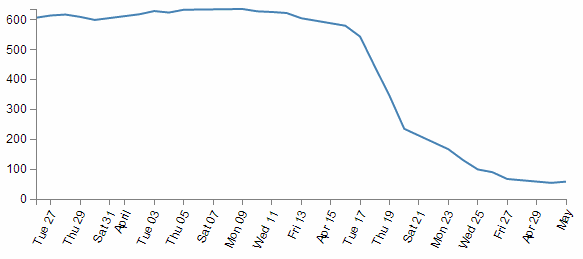 600
500
400
300
200
100
0
Tue 27
Thu 29
Sat 31
April
Tue 03
Thu 05
Sat 07
Mon 09
Wed 11
Fri 13
Apr 15
Tue 17
Thu 19
Sat 21
Mon 23
Wed 25
Fri 27
Apr 29
May